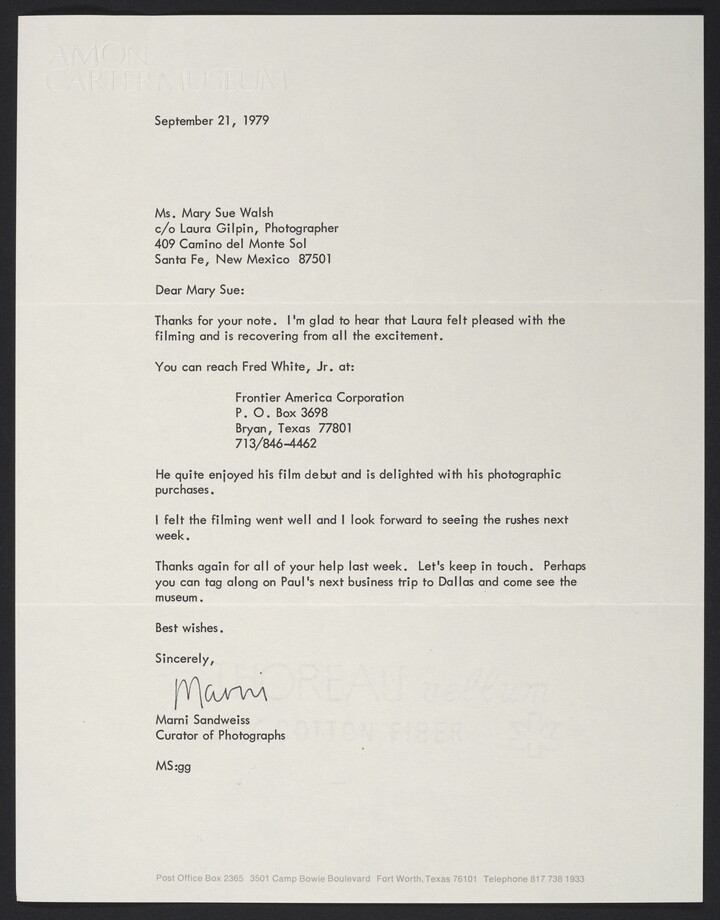 AMON
CARTER MUSEUM
September 21, 1979
Ms. Mary Sue Walsh
c/o Laura Gilpin, Photographer
409 Camino del Monte Sol
Santa Fe, New Mexico 87501
Dear Mary Sue:
Thanks for your note. I'm glad to hear that Laura felt pleased with the
filming and is recovering from all the excitement.
You can reach Fred White, Jr. at:
Frontier America Corporation
P. O. Box 3698
Bryan, Texas 77801
713/846-4462
He quite enjoyed his film debut and is delighted with his photographic
purchases.
I felt the filming went well and I look forward to seeing the rushes next
week.
Thanks again for all of your help last week. Let's keep in touch. Perhaps
you can tag along on Paul's next business trip to Dallas and come see the
museum.
Best wishes.
Sincerely,
Marni
THOREAU vellum
COTTON FIBER
Marni Sandweiss
Curator of Photographs
MS:gg
Post Office Box 2365 3501 Camp Bowie Boulevard Fort Worth, Texas 76101 Telephone 817 738 1933